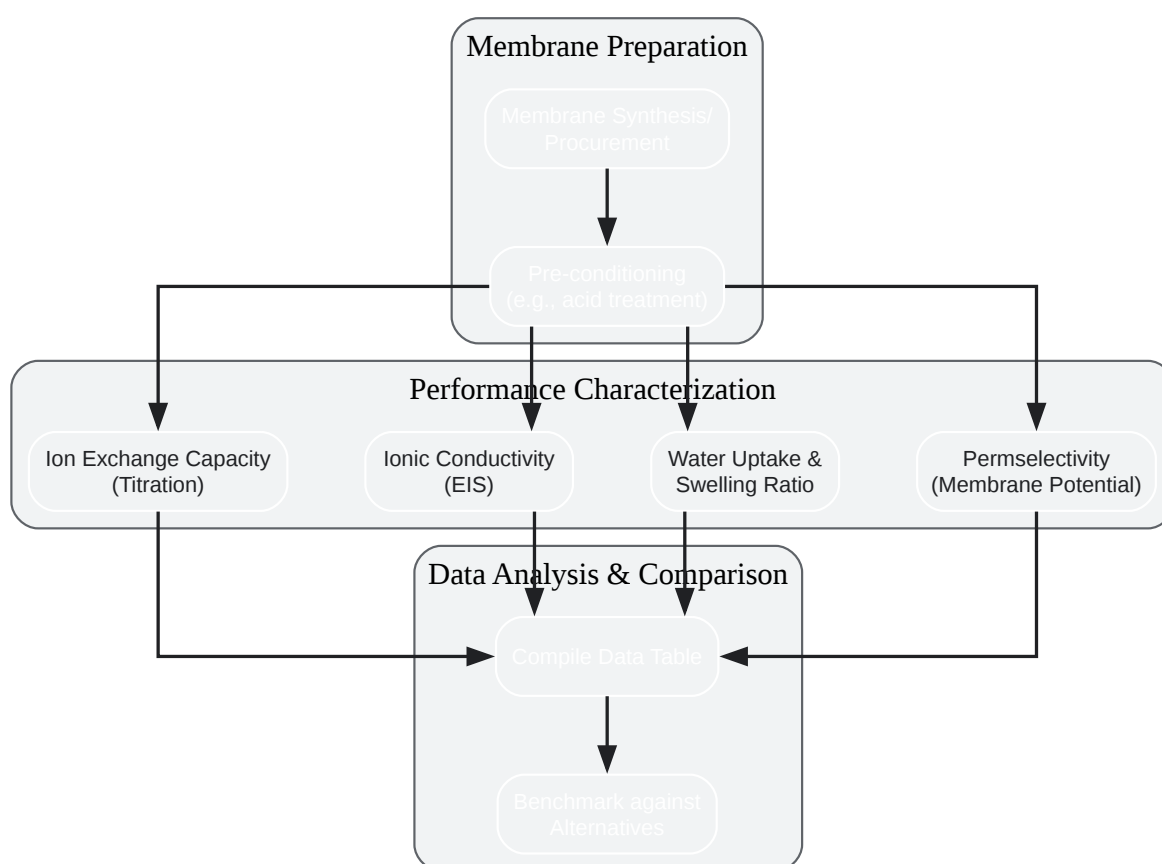 Membrane Preparation
Membrane Synthesis/
Procurement
Pre-conditioning
(e.g., acid treatment)
Performance Characterization
Ion Exchange Capacity
(Titration)
Ionic Conductivity
(EIS)
Water Uptake &
Swelling Ratio
Permselectivity
(Membrane Potential)
Data Analysis & Comparison
Compile Data Table
Benchmark against
Alternatives